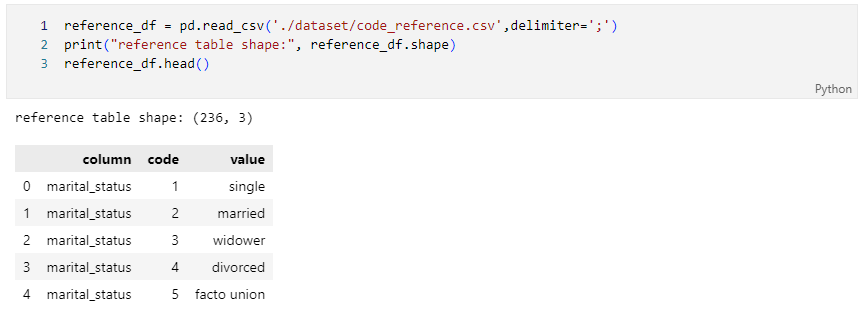 1 reference_df = pd.read_csv('./dataset/code_reference.csv',delimiter=';')
2 print("reference table shape:", reference_df.shape)
3 reference_df.head()
Python
reference table shape: (236, 3)
column code value
0 marital_status 1 single
1 marital_status 2 married
2 marital_status 3 widower
3 marital_status 4 divorced
4 marital_status 5 facto union